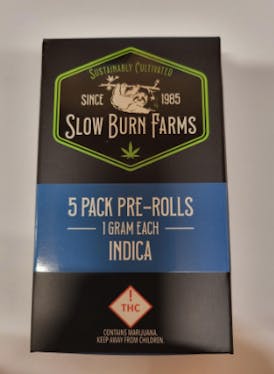 SUSTAINABLY CULTIVATED
SINCE 1985
SLOW BURN FARMS
5 PACK PRE-ROLLS
1 GRAM EACH
INDICA
!
THC
CONTAINS MARIJUANA.
KEEP AWAY FROM CHILDREN.